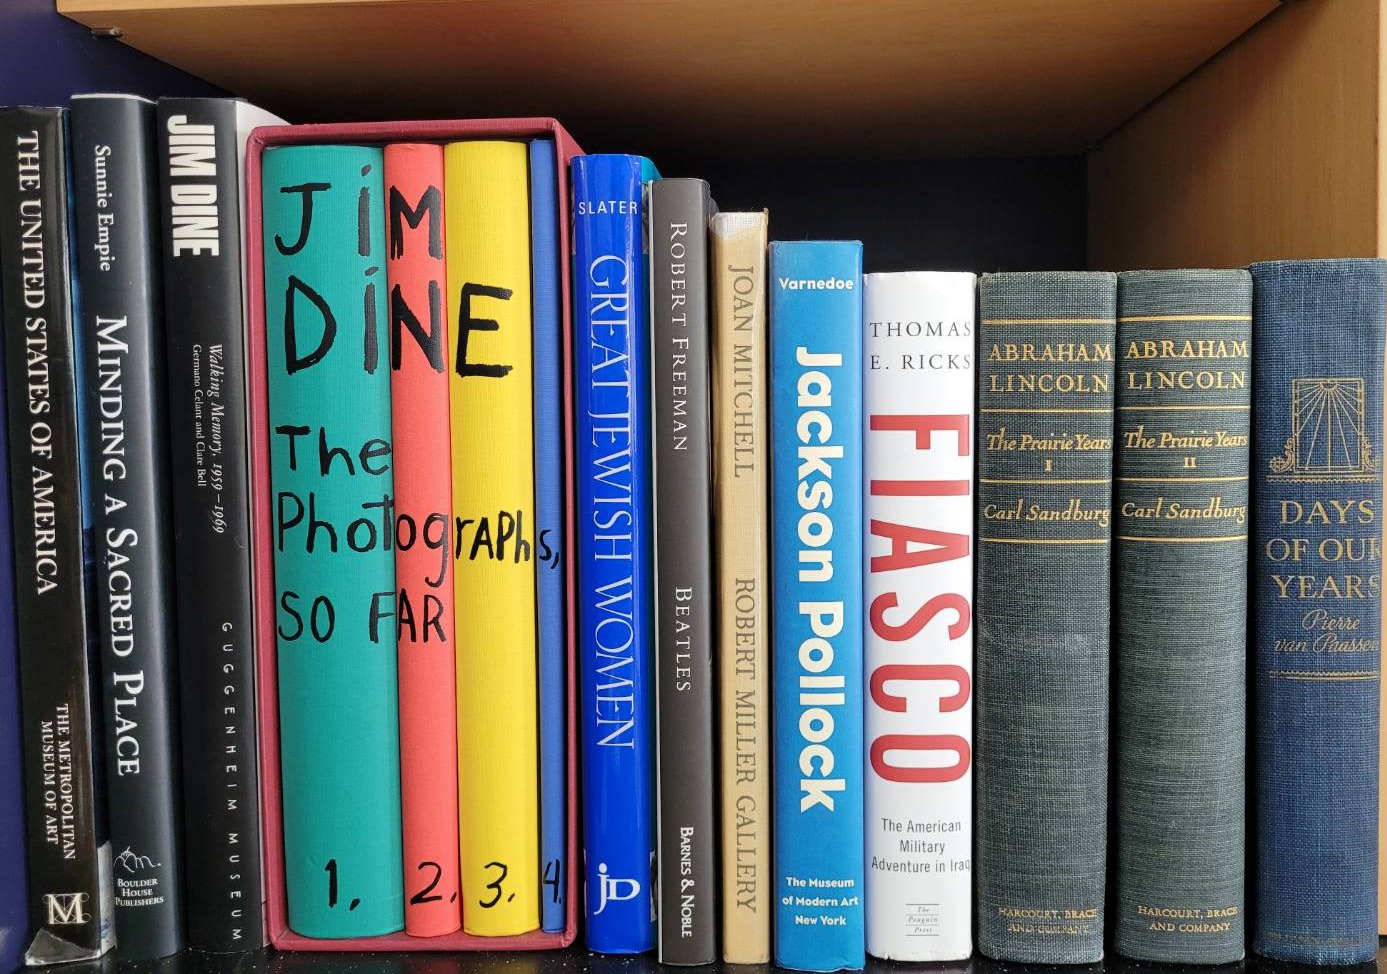 THE UNITED STATES OF AMERICA
THE METROPOLITAN
MUSEUM OF ART
M
Sunnie Empie
MINDING A SACRED PLACE
BOULDER
HOUSE
PUBLISHERS
JIM DINE
Walking Memory, 1959–1969
Germano Celant and Clare Bell
GUGGENHEIM MUSEUM
JiM
DiNE
The
Photographs,
SO FAR
1. 2. 3. 4.
SLATER
GREAT JEWISH WOMEN
JD
ROBERT FREEMAN
BEATLES
BARNES & NOBLE
JOAN MITCHELL
ROBERT MILLER GALLERY
Varnedoe
Jackson Pollock
The Museum
of Modern Art
New York
THOMAS
E. RICKS
FIASCO
The American
Military
Adventure in Iraq
The
Penguin
Press
ABRAHAM
LINCOLN
The Prairie Years
I
Carl Sandburg
HARCOURT, BRACE
AND COMPANY
ABRAHAM
LINCOLN
The Prairie Years
II
Carl Sandburg
HARCOURT, BRACE
AND COMPANY
DAYS
OF OUR
YEARS
Pierre
van Paassen